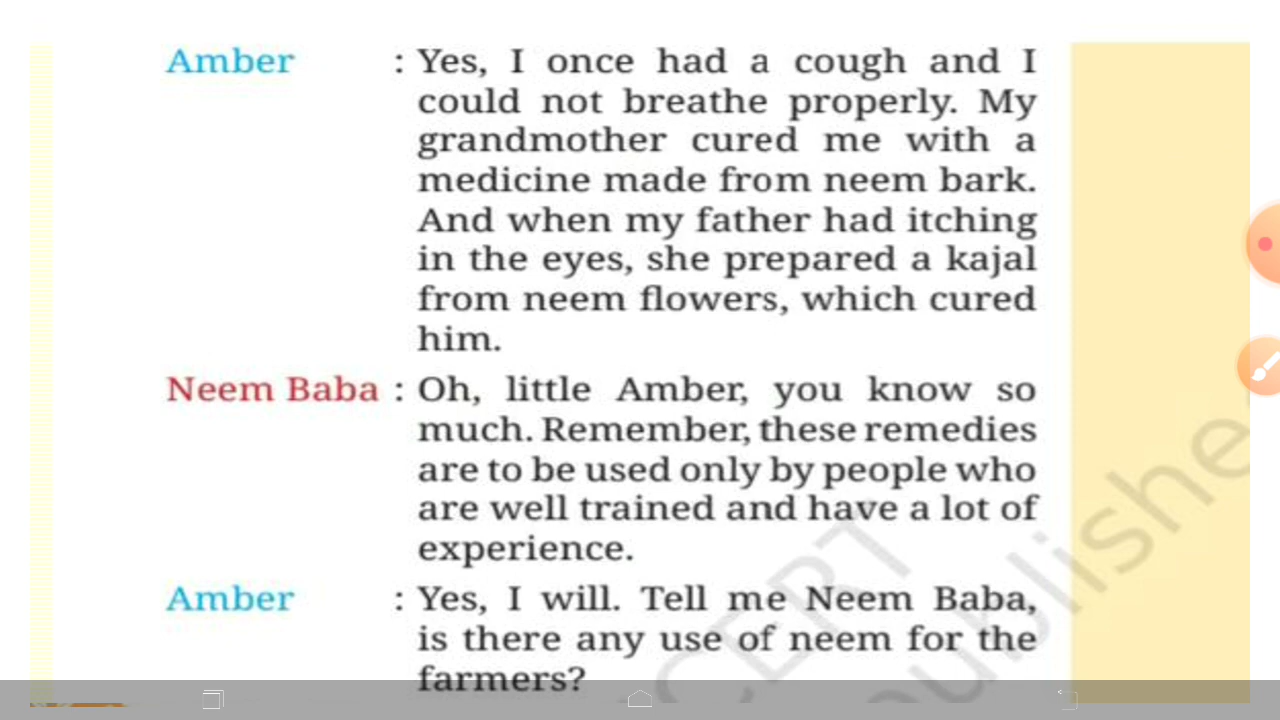 Amber : Yes, I once had a cough and I
could not breathe properly. My
grandmother cured me with a
medicine made from neem bark.
And when my father had itching
in the eyes, she prepared a kajal
from neem flowers, which cured
him.
Neem Baba : Oh, little Amber, you know so
much. Remember, these remedies
are to be used only by people who
are well trained and have a lot of
experience.
Amber : Yes, I will. Tell me Neem Baba,
is there any use of neem for the
farmers?